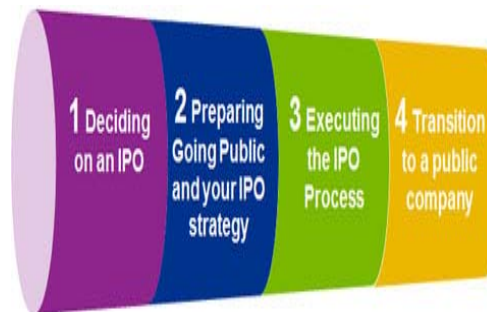 1 Deciding
on an IPO
2 Preparing
Going Public
and your IPO
strategy
3 Executing
the IPO
Process
4 Transition
to a public
company